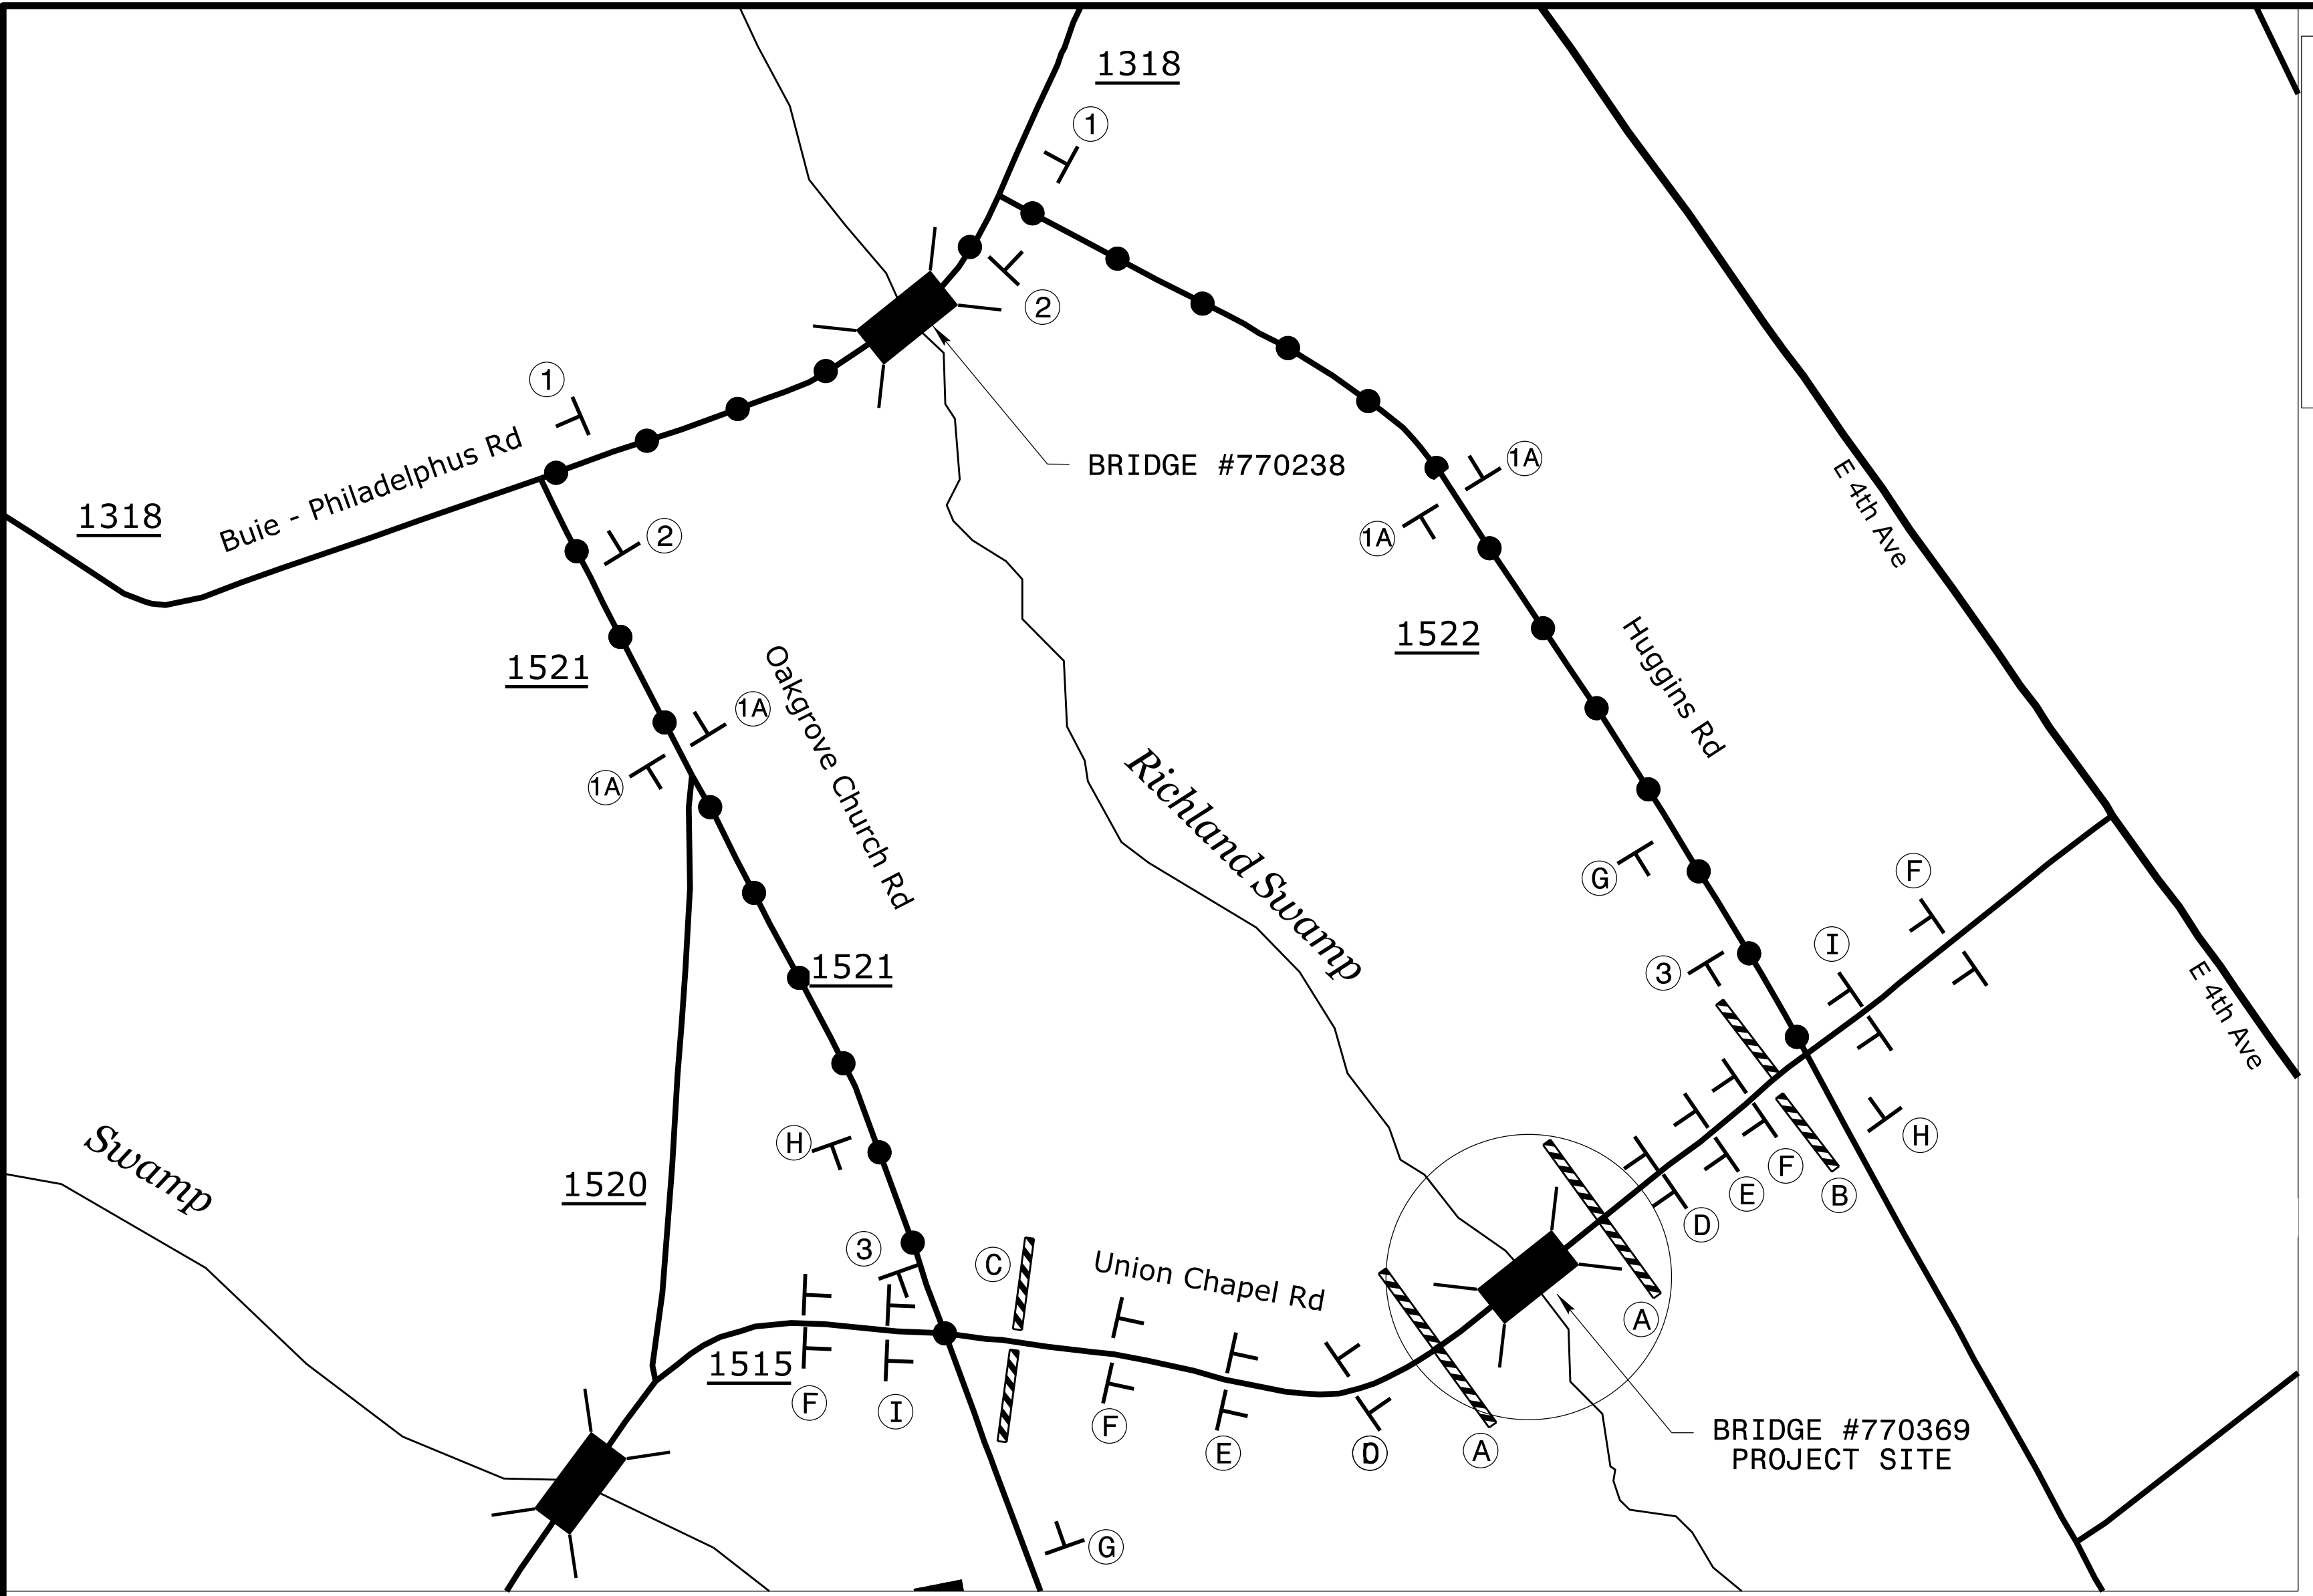 1318
1
2
BRIDGE #770238
1
Buie - Philadelphus Rd
1318
2
1A
1A
E 4th Ave
1521
Oakgrove Church Rd
1522
Huggins Rd
1A
1A
Richland Swamp
G
F
I
3
1521
E 4th Ave
Swamp
H
H
F
E
B
D
1520
3
C
Union Chapel Rd
A
1515
F
I
F
E
D
A
BRIDGE #770369
PROJECT SITE
G